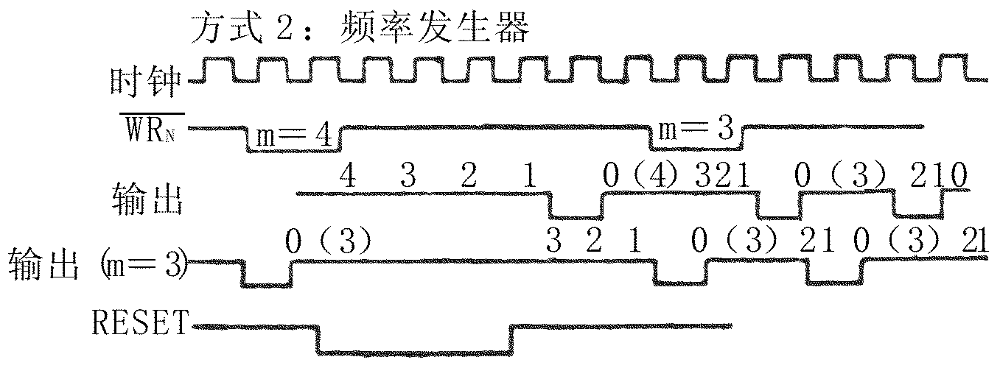 方式2：频率发生器
时钟
WR̅N m=4 m=3
4 3 2 1 0(4)321 0(3) 210
输出
0(3) 3 2 1 0(3)21 0(3) 21
输出(m=3)
RESET